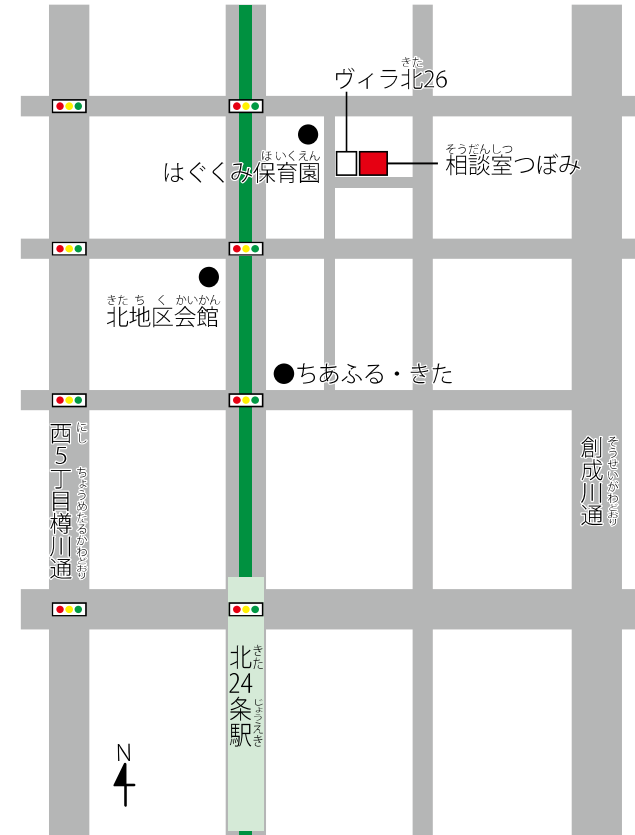 きた
ヴィラ北26
そうだんしつ
相談室つぼみ
ほいくえん
はぐくみ保育園
きた ち く かいかん
北地区会館
ちあふる・きた
西5丁目樽川通
にし ちょうめたるかわどおり
創成川通
そうせいがわどおり
北24条駅
きた じょうえき
N